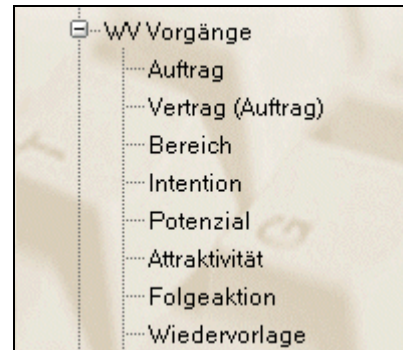 WV Vorgänge
Auftrag
Vertrag (Auftrag)
Bereich
Intention
Potenzial
Attraktivität
Folgeaktion
Wiedervorlage